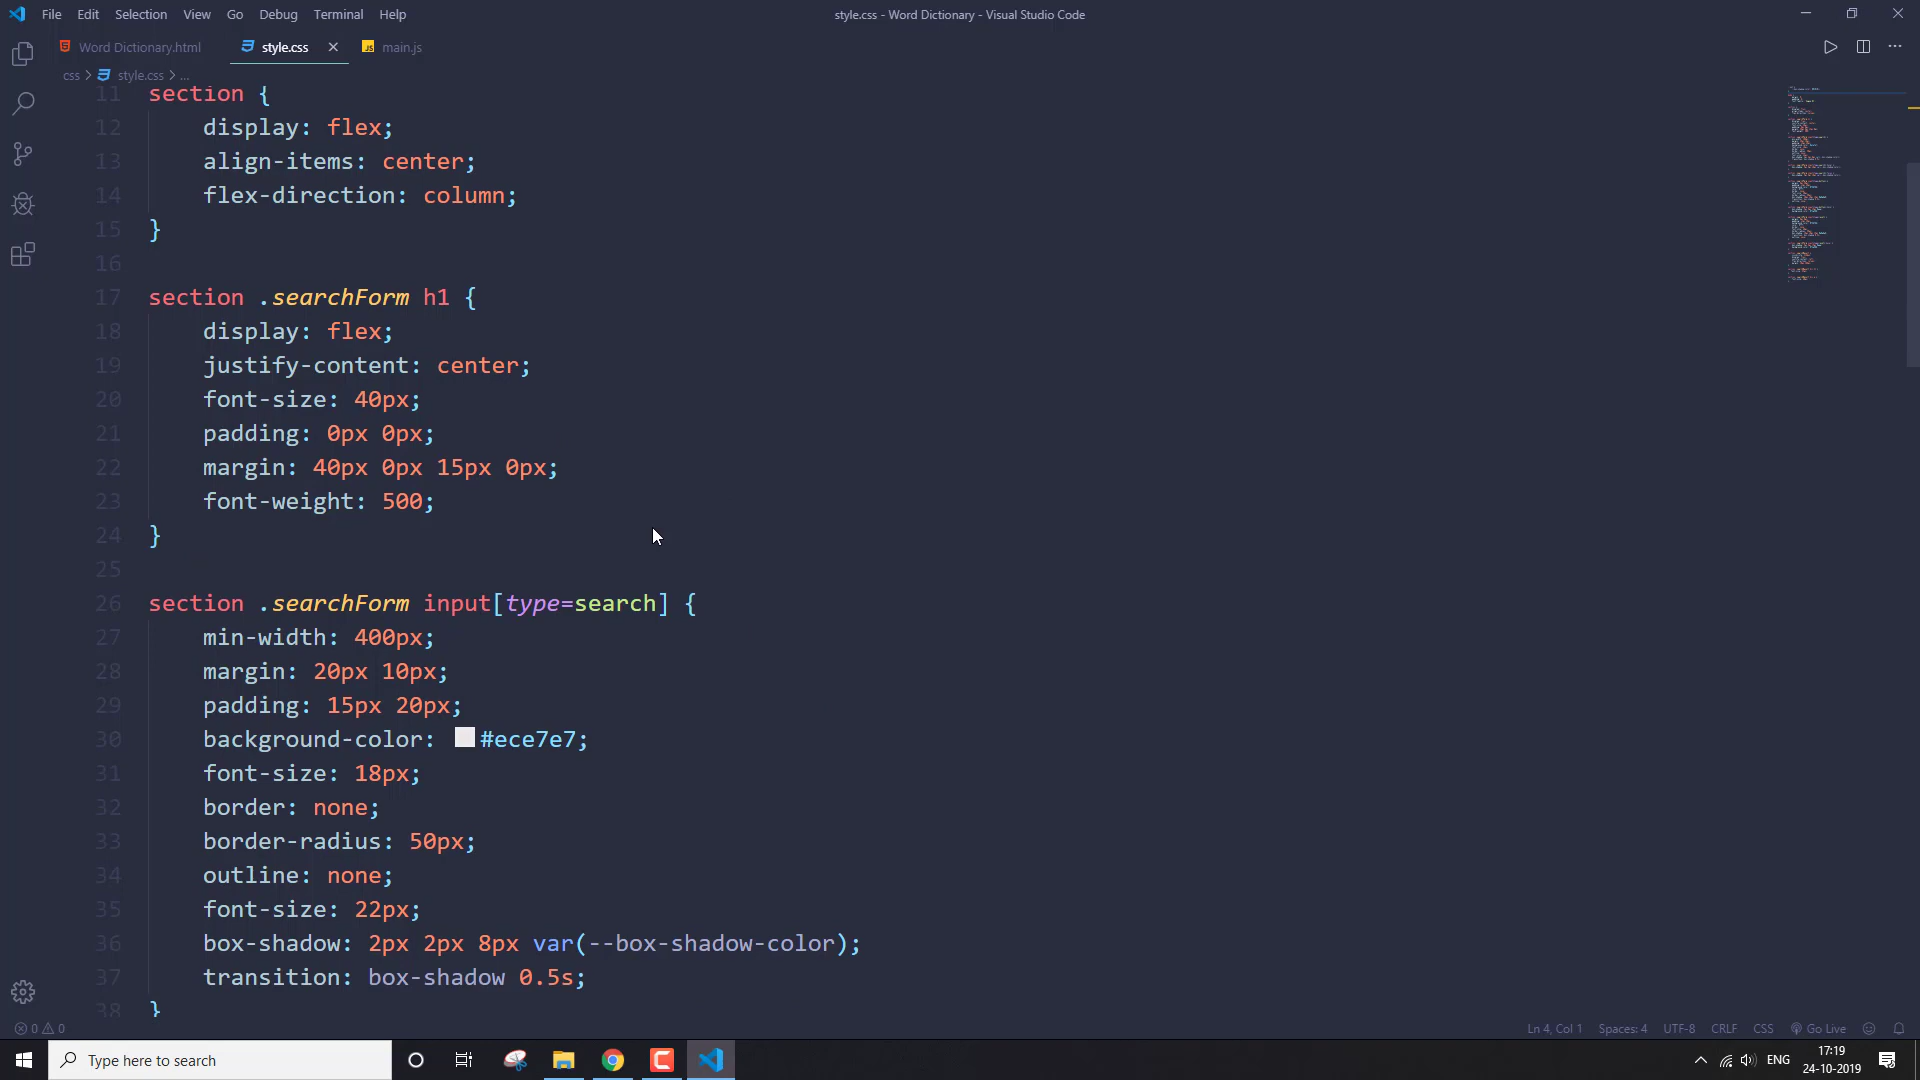 File Edit Selection View Go Debug Terminal Help
style.css - Word Dictionary - Visual Studio Code
Word Dictionary.html style.css JS main.js
css > style.css > ...
11 section {
12 display: flex;
13 align-items: center;
14 flex-direction: column;
15 }
16
17 section .searchForm h1 {
18 display: flex;
19 justify-content: center;
20 font-size: 40px;
21 padding: 0px 0px;
22 margin: 40px 0px 15px 0px;
23 font-weight: 500;
24 }
25
26 section .searchForm input[type=search] {
27 min-width: 400px;
28 margin: 20px 10px;
29 padding: 15px 20px;
30 background-color: #ece7e7;
31 font-size: 18px;
32 border: none;
33 border-radius: 50px;
34 outline: none;
35 font-size: 22px;
36 box-shadow: 2px 2px 8px var(--box-shadow-color);
37 transition: box-shadow 0.5s;
38 }
0 0 Ln 4, Col 1 Spaces: 4 UTF-8 CRLF CSS Go Live
Type here to search
ENG
17:19
24-10-2019